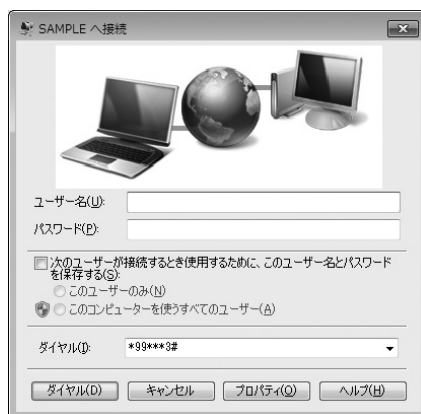 SAMPLE へ接続
ユーザー名(U):
パスワード(P):
次のユーザーが接続するとき使用するために、このユーザー名とパスワード
を保存する(S):
このユーザーのみ(N)
このコンピューターを使うすべてのユーザー(A)
ダイヤル(I): *99***3#
ダイヤル(D) キャンセル プロパティ(O) ヘルプ(H)